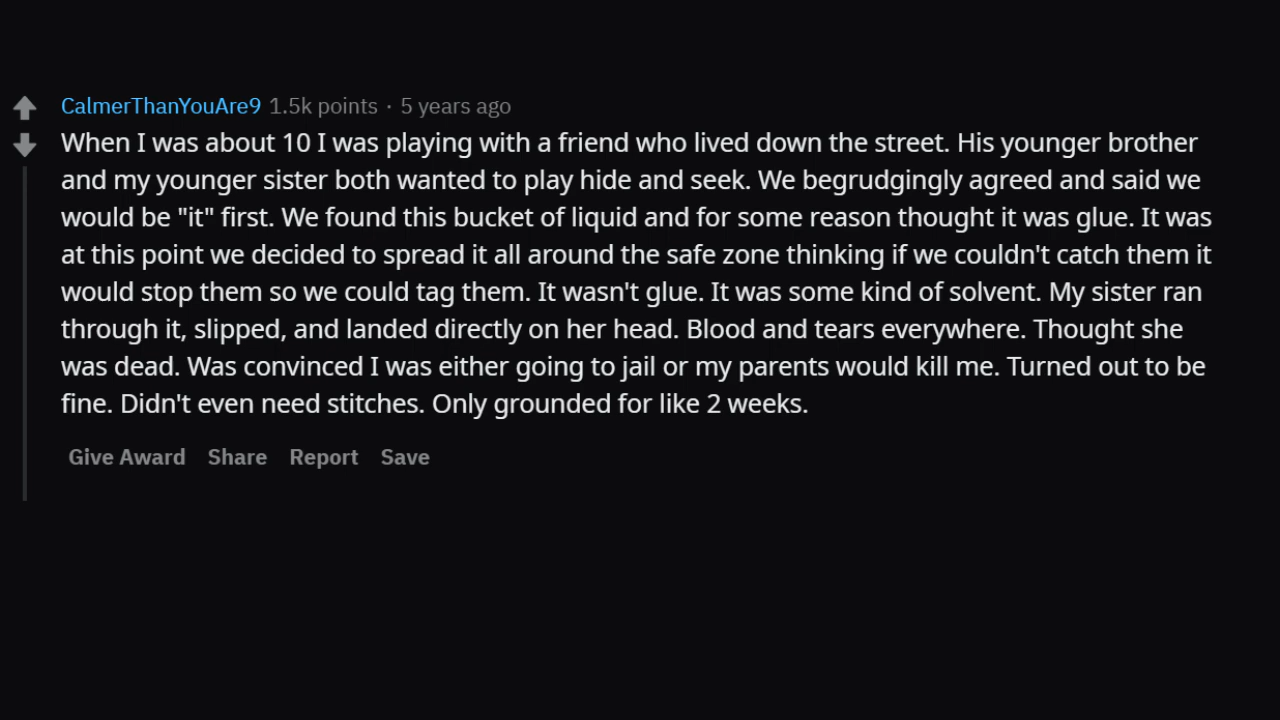 CalmerThanYouAre9 1.5k points · 5 years ago
When I was about 10 I was playing with a friend who lived down the street. His younger brother
and my younger sister both wanted to play hide and seek. We begrudgingly agreed and said we
would be "it" first. We found this bucket of liquid and for some reason thought it was glue. It was
at this point we decided to spread it all around the safe zone thinking if we couldn't catch them it
would stop them so we could tag them. It wasn't glue. It was some kind of solvent. My sister ran
through it, slipped, and landed directly on her head. Blood and tears everywhere. Thought she
was dead. Was convinced I was either going to jail or my parents would kill me. Turned out to be
fine. Didn't even need stitches. Only grounded for like 2 weeks.
Give Award Share Report Save